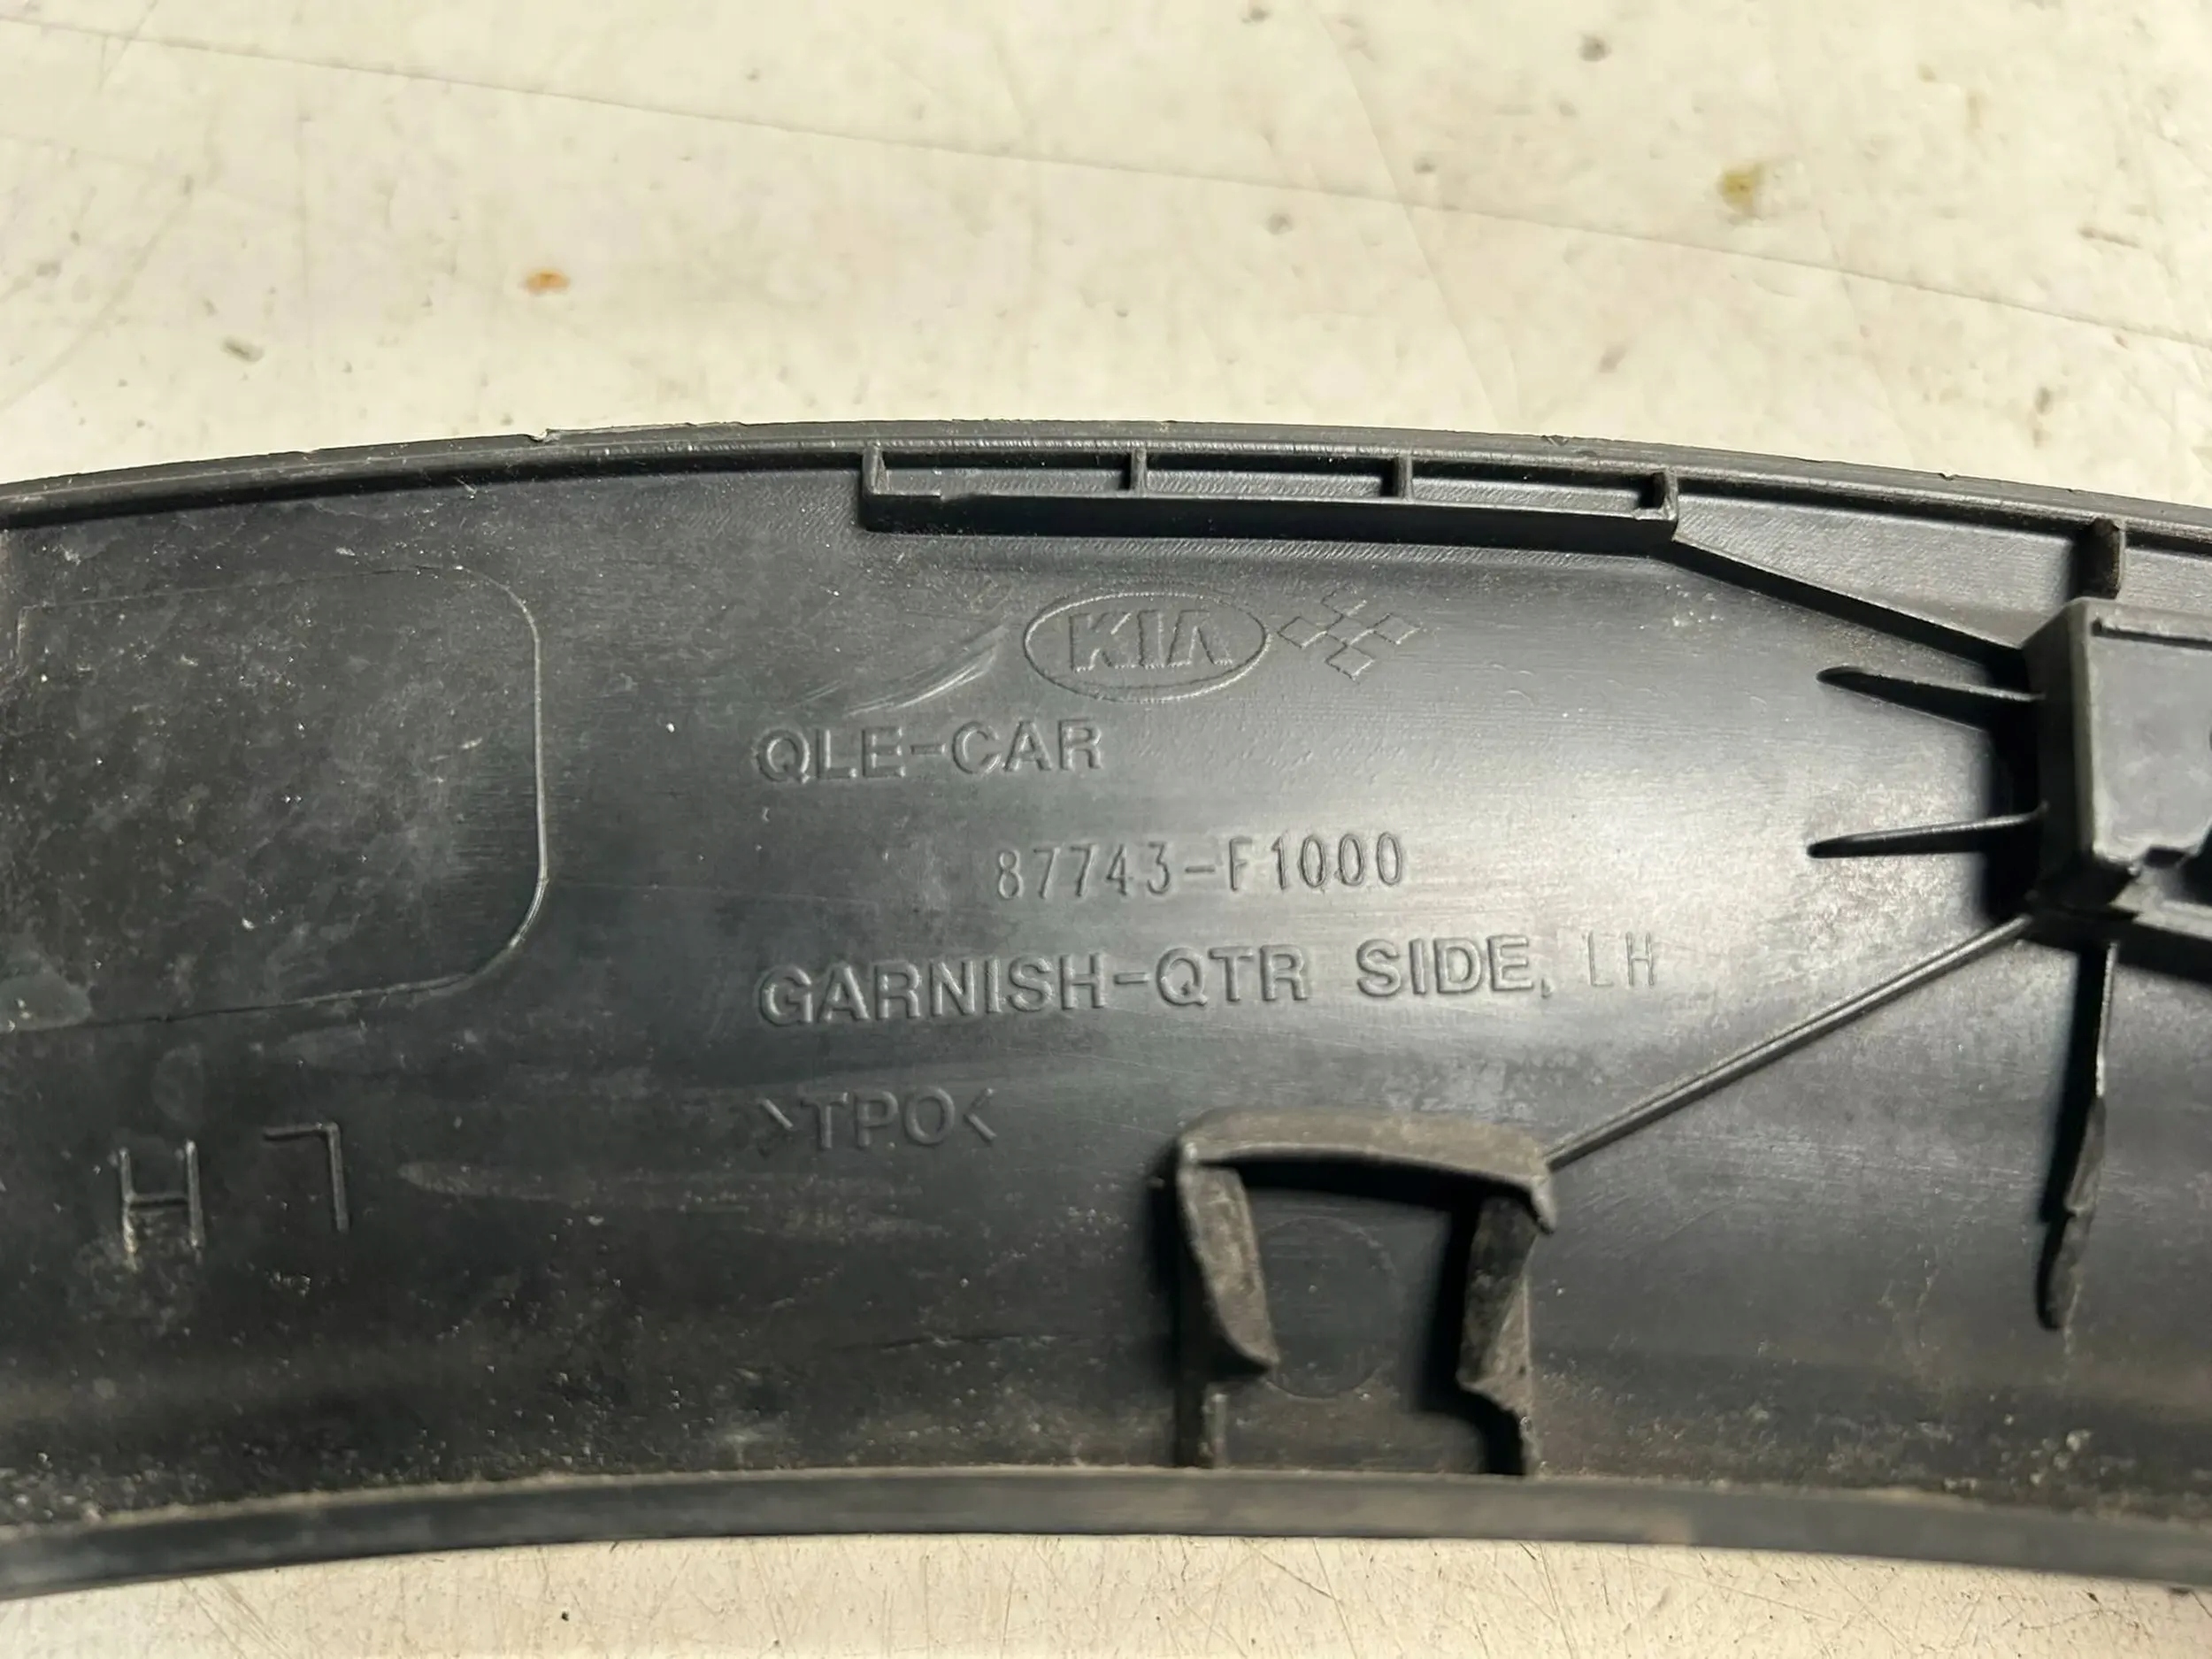 KIA
QLE-CAR
87743-F1000
GARNISH-QTR SIDE, LH
>TPO<
LH